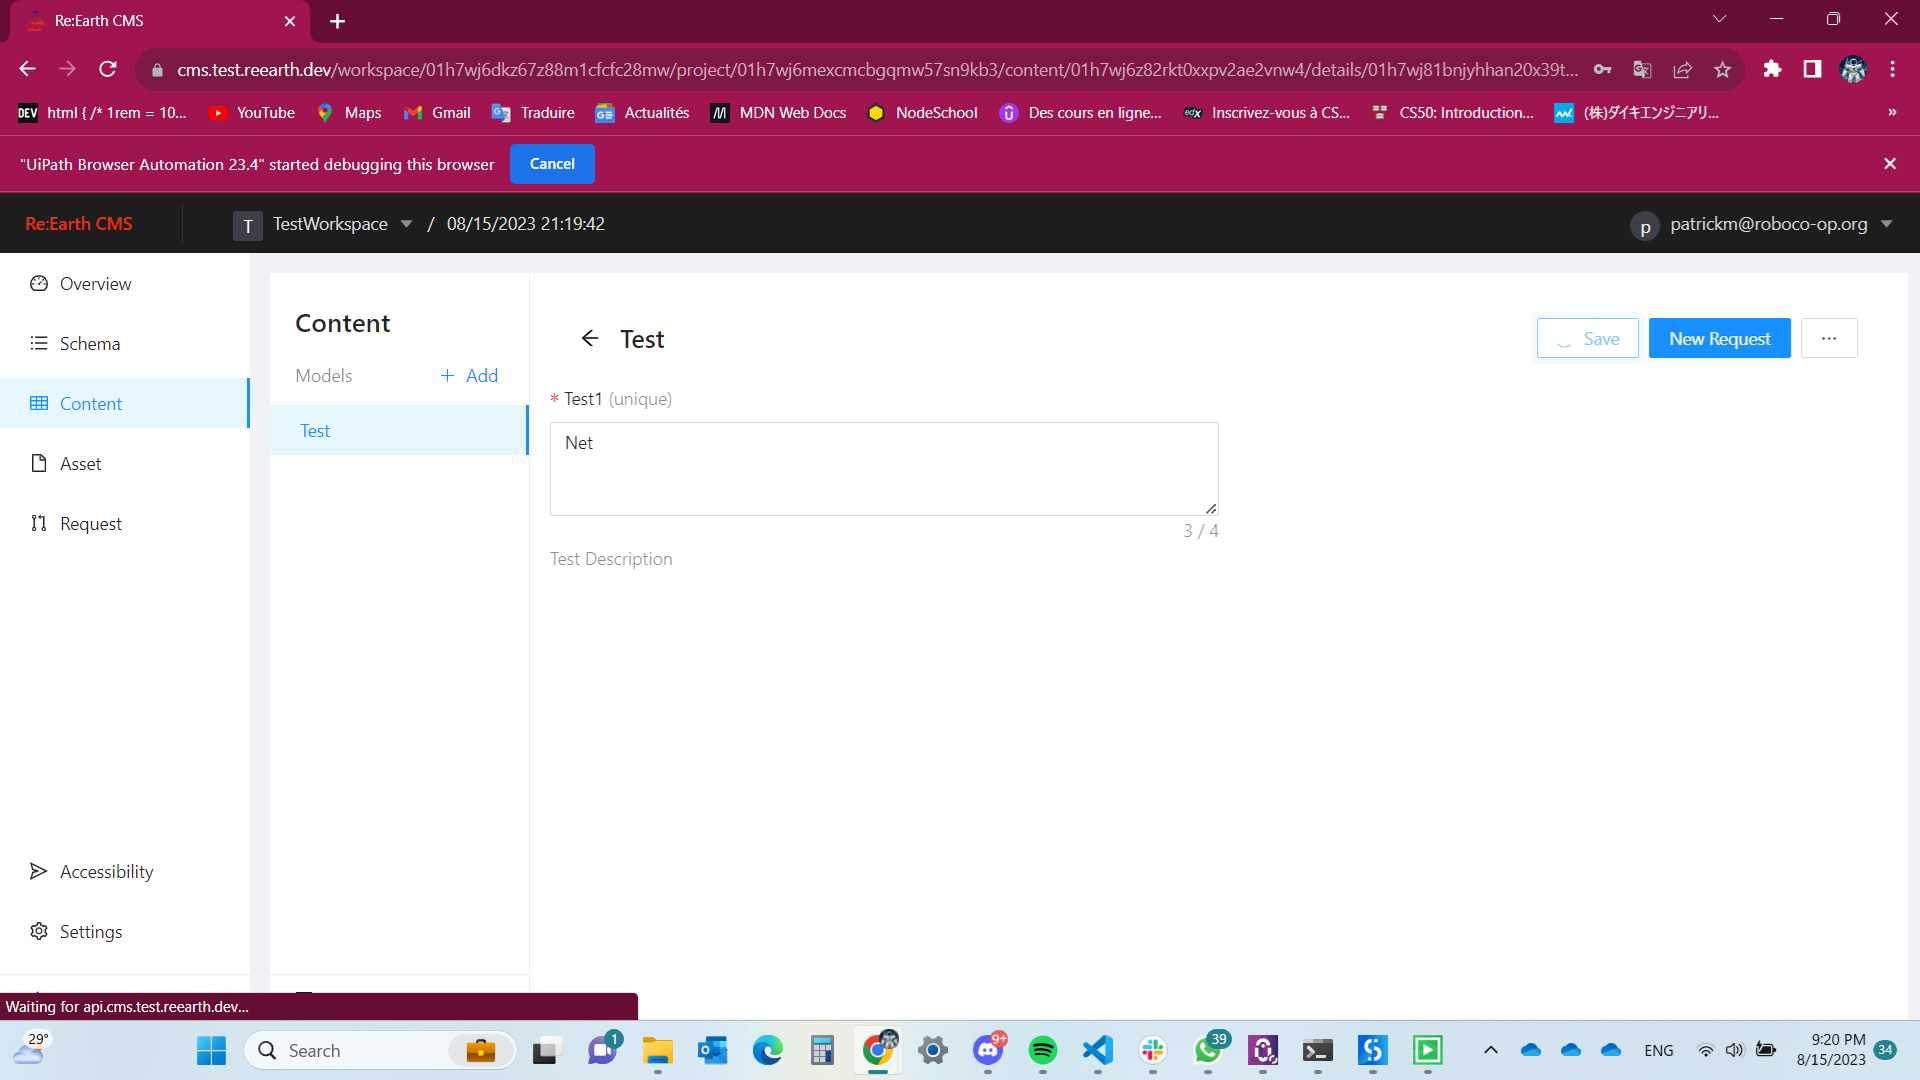 Re:Earth CMS
cms.test.reearth.dev/workspace/01h7wj6dkz67z88m1cfcfc28mw/project/01h7wj6mexcmcbgqmw57sn9kb3/content/01h7wj6z82rkt0xxpv2ae2vnw4/details/01h7wj81bnjyhhan20x39t...
DEV html { /* 1rem = 10... YouTube Maps Gmail Traduire Actualités MDN Web Docs NodeSchool Des cours en ligne... edX Inscrivez-vous à CS... CS50: Introduction... (株)ダイキエンジニアリ... »
"UiPath Browser Automation 23.4" started debugging this browser Cancel
Re:Earth CMS T TestWorkspace / 08/15/2023 21:19:42 p patrickm@roboco-op.org
Overview
Schema
Content
Asset
Request
Accessibility
Settings
Content
Models + Add
Test
Test
Save New Request ...
* Test1 (unique)
Net
3 / 4
Test Description
Waiting for api.cms.test.reearth.dev...
29°
Search
1
9+
39
ENG
9:20 PM
8/15/2023
34